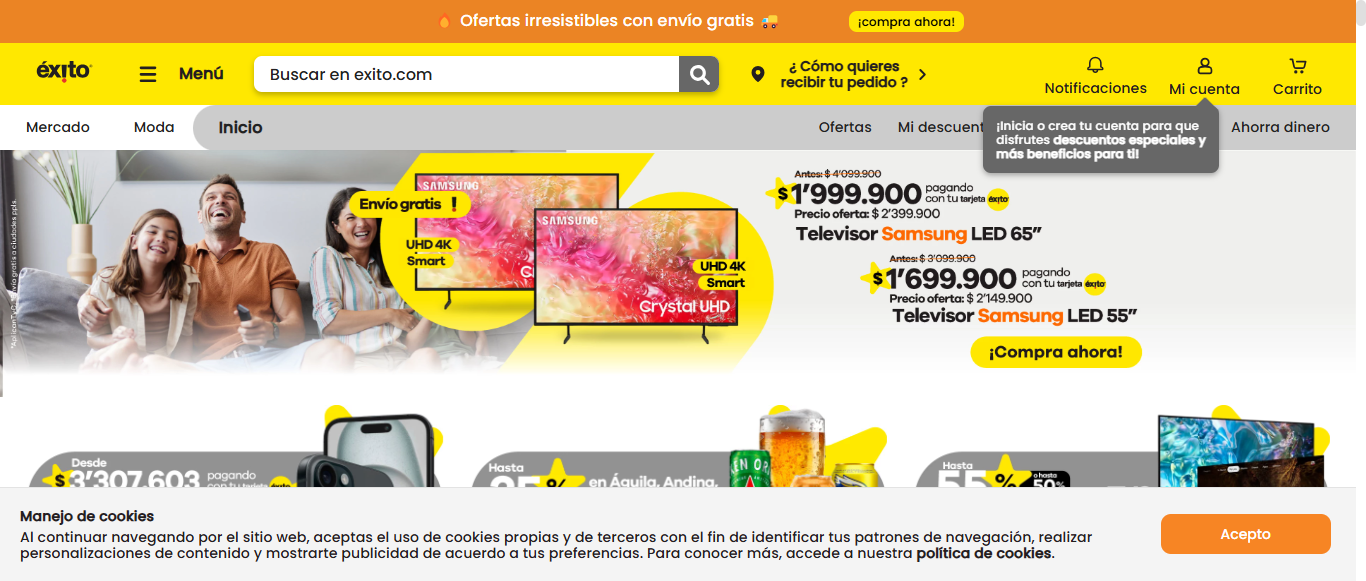 Ofertas irresistibles con envío gratis
¡compra ahora!
éxito
Menú
Buscar en exito.com
¿ Cómo quieres
recibir tu pedido ?
Notificaciones
Mi cuenta
Carrito
Mercado
Moda
Inicio
Ofertas
Mi descuent
Ahorra dinero
¡Inicia o crea tu cuenta para que
disfrutes descuentos especiales y
más beneficios para ti!
Envío gratis !
SAMSUNG
UHD 4K
Smart
SAMSUNG
UHD 4K
Smart
Crystal UHD
Antes: $ 4'099.900
$ 1'999.900 pagando
con tu tarjeta éxito
Precio oferta: $ 2'399.900
Televisor Samsung LED 65”
Antes: $ 3'099.900
$ 1'699.900 pagando
con tu tarjeta éxito
Precio oferta: $ 2'149.900
Televisor Samsung LED 55”
¡Compra ahora!
Desde
$ 3'307.603 pagando
con tu tarjeta éxito
Hasta
% en Águila, Andina,
Hasta
55% o hasta
50%
Manejo de cookies
Al continuar navegando por el sitio web, aceptas el uso de cookies propias y de terceros con el fin de identificar tus patrones de navegación, realizar
personalizaciones de contenido y mostrarte publicidad de acuerdo a tus preferencias. Para conocer más, accede a nuestra política de cookies.
Acepto